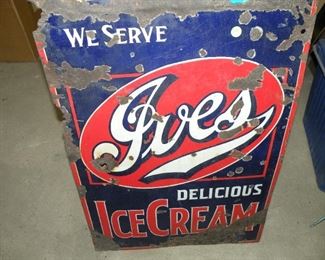 WE SERVE
Ives
DELICIOUS
ICE CREAM